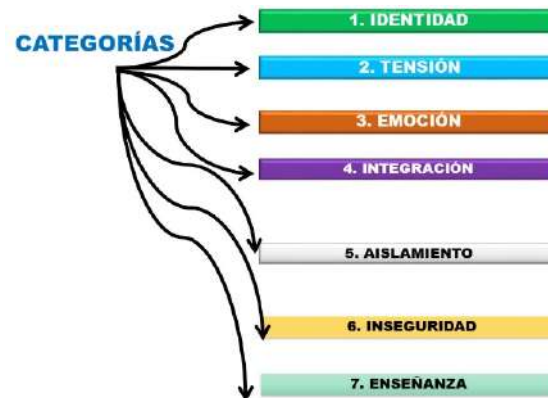 CATEGORÍAS
1. IDENTIDAD
2. TENSIÓN
3. EMOCIÓN
4. INTEGRACIÓN
5. AISLAMIENTO
6. INSEGURIDAD
7. ENSEÑANZA